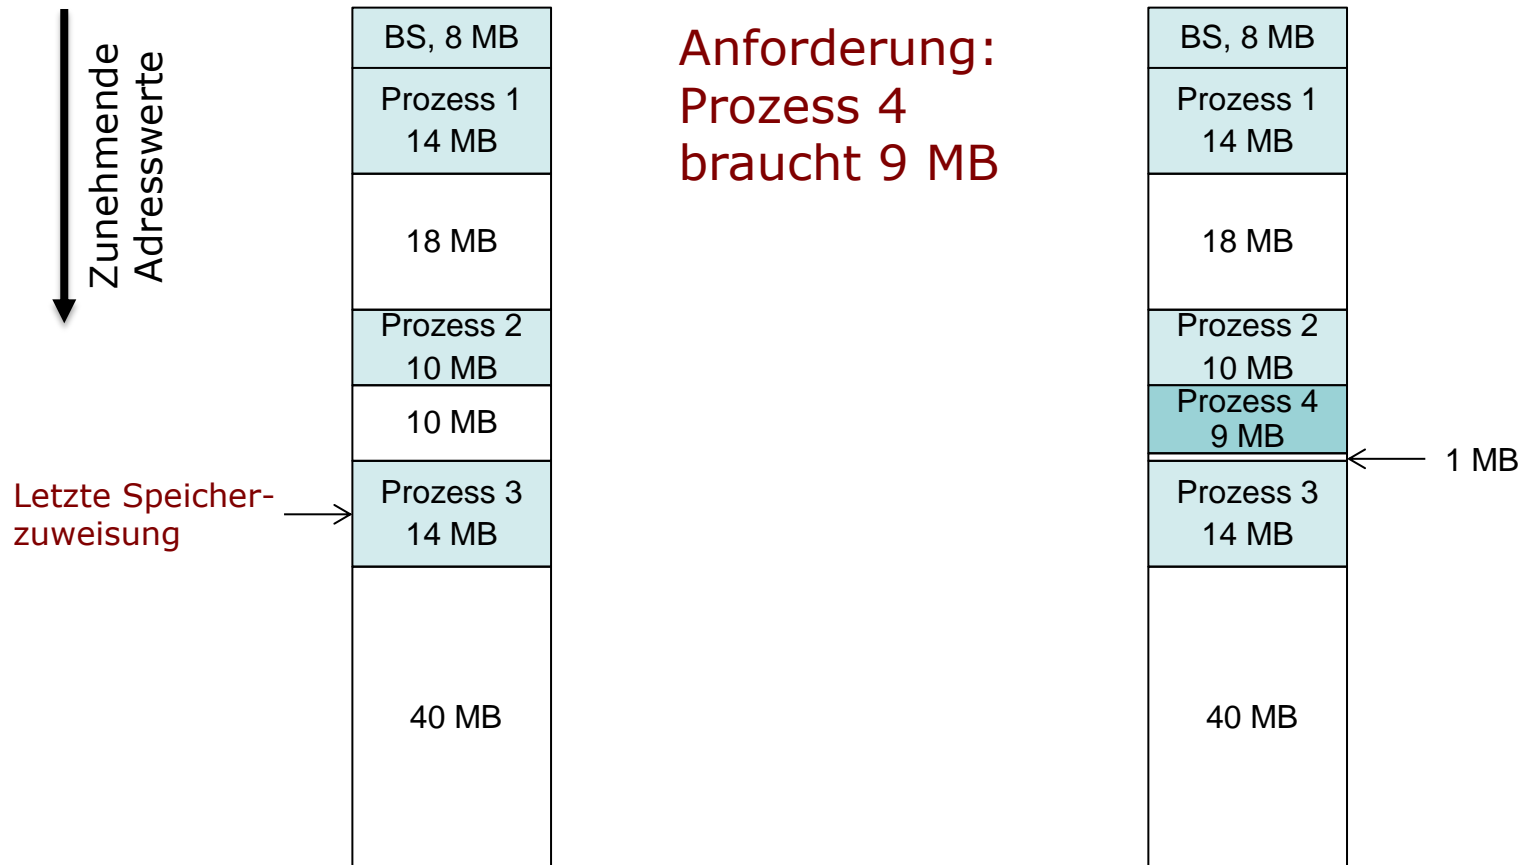 Zunehmende
Adresswerte
BS, 8 MB
Prozess 1
14 MB
18 MB
Prozess 2
10 MB
10 MB
Letzte Speicher-
zuweisung
Prozess 3
14 MB
40 MB
Anforderung:
Prozess 4
braucht 9 MB
BS, 8 MB
Prozess 1
14 MB
18 MB
Prozess 2
10 MB
Prozess 4
9 MB
1 MB
Prozess 3
14 MB
40 MB